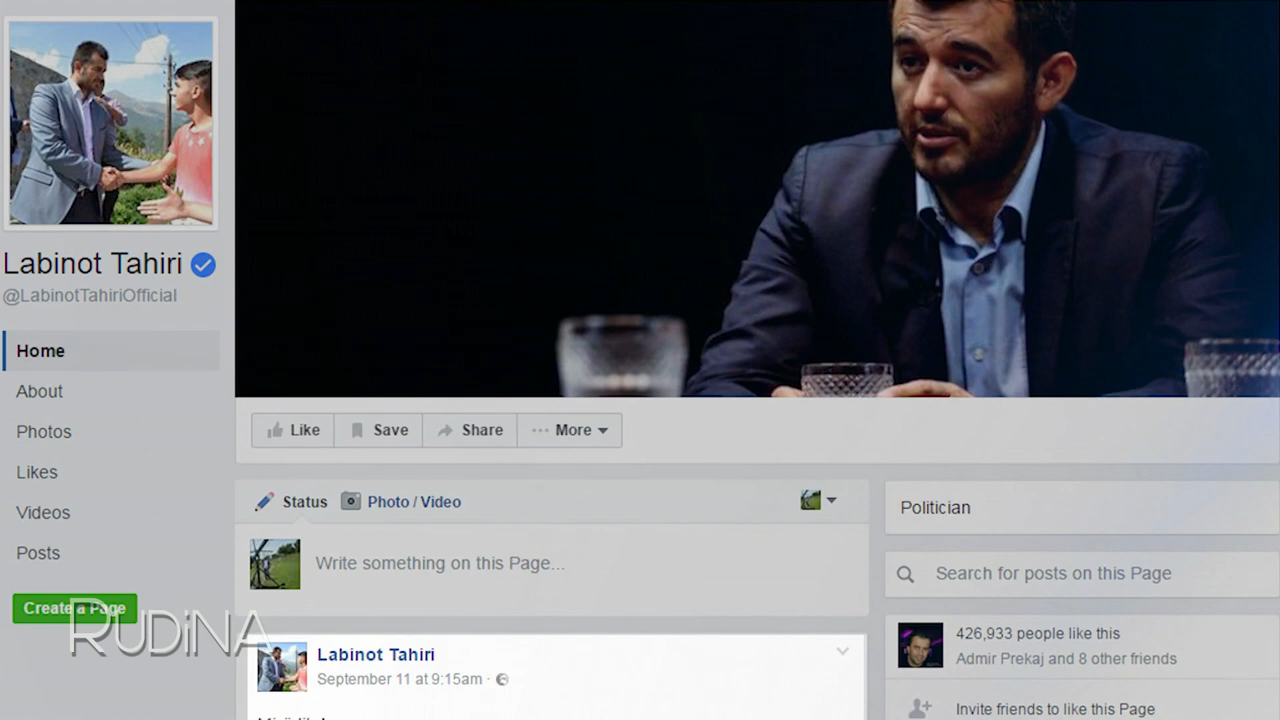 Labinot Tahiri
@LabinotTahiriOfficial
Home
About
Photos
Likes
Videos
Posts
Create a Page
RUDiNA
Like
Save
Share
More
Status
Photo / Video
Write something on this Page...
Labinot Tahiri
September 11 at 9:15am ·
Politician
Search for posts on this Page
426,933 people like this
Admir Prekaj and 8 other friends
Invite friends to like this Page